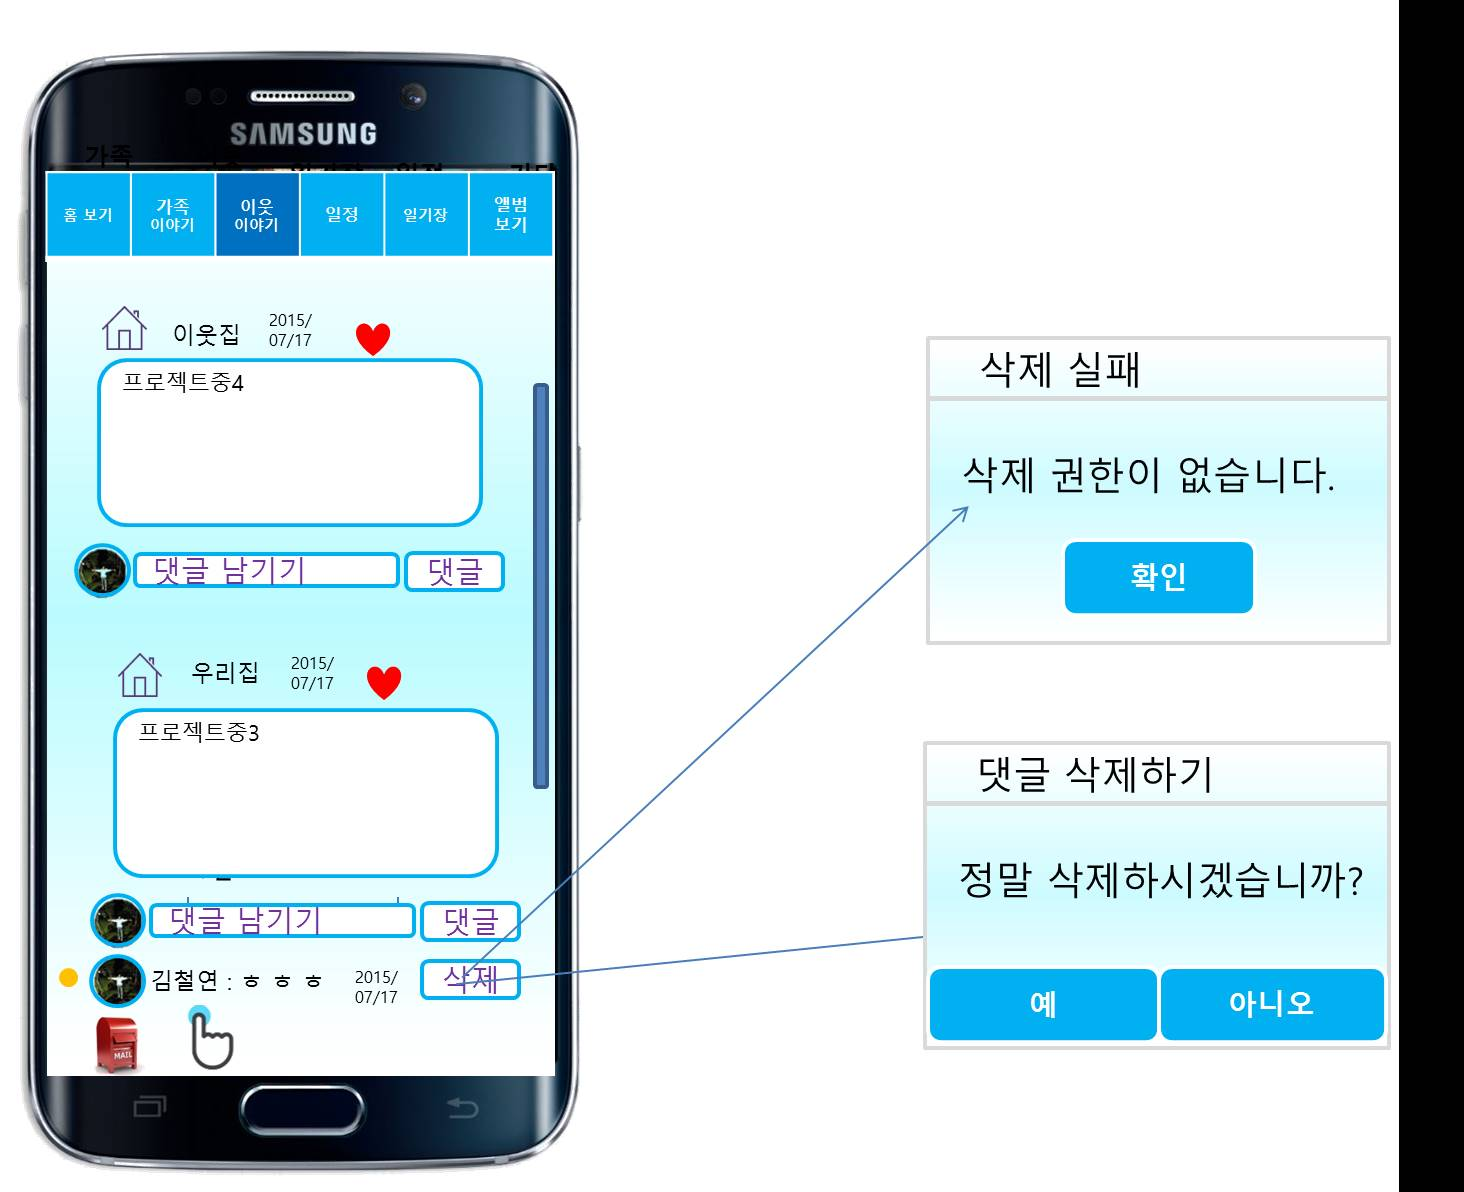 SAMSUNG
가족
홈 보기
가족
이야기
이웃
이야기
일정
일기장
앨범
보기
이웃집
2015/
07/17
프로젝트중4
댓글 남기기
댓글
우리집
2015/
07/17
프로젝트중3
댓글 남기기
댓글
김철연 : ㅎ ㅎ ㅎ
2015/
07/17
삭제
MAIL
삭제 실패
삭제 권한이 없습니다.
확인
댓글 삭제하기
정말 삭제하시겠습니까?
예
아니오